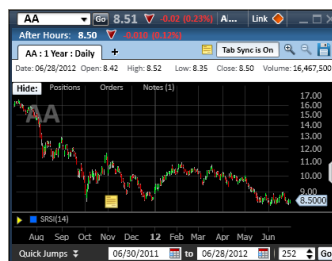 AA Go 8.51 -0.02 (0.23%) A... Link
After Hours: 8.50 -0.010 (0.12%)
AA : 1 Year : Daily + Tab Sync is On
Date: 06/28/2012 Open: 8.42 High: 8.52 Low: 8.35 Close: 8.50 Volume: 16,467,500
Hide: Positions Orders Notes (1)
AA
17.00
16.00
15.00
14.00
13.00
12.00
11.00
10.00
9.00
8.5000
SRSI(14)
Aug Sep Oct Nov Dec 12 Feb Mar Apr May Jun
Quick Jumps 06/30/2011 to 06/28/2012 252 Go